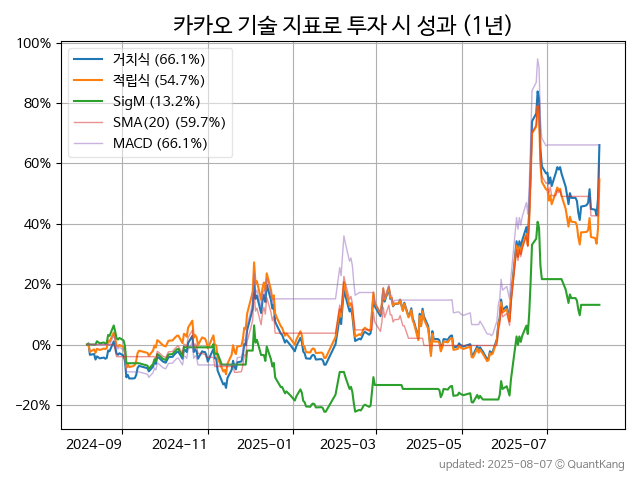 카카오 기술 지표로 투자 시 성과 (1년)
100%
80%
60%
40%
20%
0%
−20%
거치식 (66.1%)
적립식 (54.7%)
SigM (13.2%)
SMA(20) (59.7%)
MACD (66.1%)
2024-09
2024-11
2025-01
2025-03
2025-05
2025-07
updated: 2025-08-07 © QuantKang